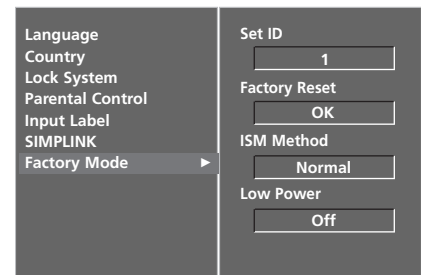 Language
Country
Lock System
Parental Control
Input Label
SIMPLINK
Factory Mode ►
Set ID
1
Factory Reset
OK
ISM Method
Normal
Low Power
Off